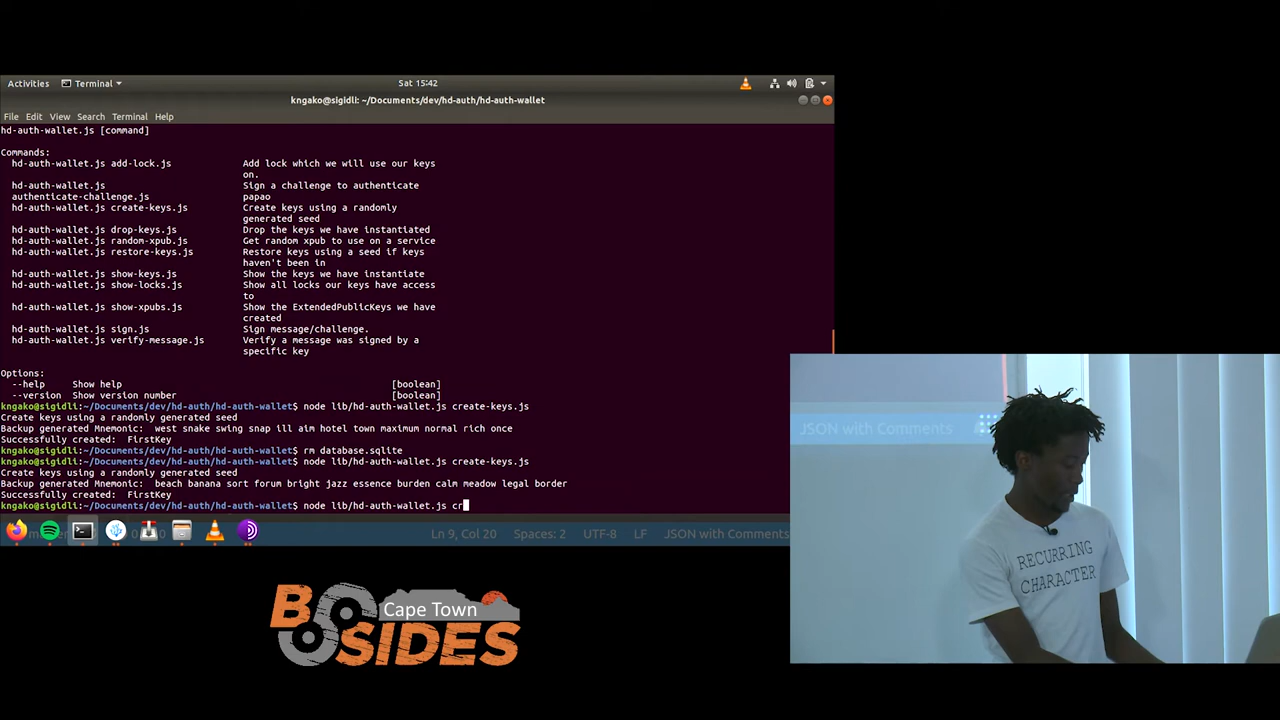 Activities
Terminal
Sat 15:42
kngako@sigidli: ~/Documents/dev/hd-auth/hd-auth-wallet
File Edit View Search Terminal Help
hd-auth-wallet.js [command]
Commands:
hd-auth-wallet.js add-lock.js Add lock which we will use our keys
on.
hd-auth-wallet.js Sign a challenge to authenticate
authenticate-challenge.js papao
hd-auth-wallet.js create-keys.js Create keys using a randomly
generated seed
hd-auth-wallet.js drop-keys.js Drop the keys we have instantiated
hd-auth-wallet.js random-xpub.js Get random xpub to use on a service
hd-auth-wallet.js restore-keys.js Restore keys using a seed if keys
haven't been in
hd-auth-wallet.js show-keys.js Show the keys we have instantiate
hd-auth-wallet.js show-locks.js Show all locks our keys have access
to
hd-auth-wallet.js show-xpubs.js Show the ExtendedPublicKeys we have
created
hd-auth-wallet.js sign.js Sign message/challenge.
hd-auth-wallet.js verify-message.js Verify a message was signed by a
specific key
Options:
--help Show help [boolean]
--version Show version number [boolean]
kngako@sigidli:~/Documents/dev/hd-auth/hd-auth-wallet$ node lib/hd-auth-wallet.js create-keys.js
Create keys using a randomly generated seed
Backup generated Mnemonic: west snake swing snap ill aim hotel town maximum normal rich once
Successfully created: FirstKey
kngako@sigidli:~/Documents/dev/hd-auth/hd-auth-wallet$ rm database.sqlite
kngako@sigidli:~/Documents/dev/hd-auth/hd-auth-wallet$ node lib/hd-auth-wallet.js create-keys.js
Create keys using a randomly generated seed
Backup generated Mnemonic: beach banana sort forum bright jazz essence burden calm meadow legal border
Successfully created: FirstKey
kngako@sigidli:~/Documents/dev/hd-auth/hd-auth-wallet$ node lib/hd-auth-wallet.js cr
Ln 9, Col 20 Spaces: 2 UTF-8 LF JSON with Comments
JSON with Comments
RECURRING
CHARACTER
BSIDES
Cape Town